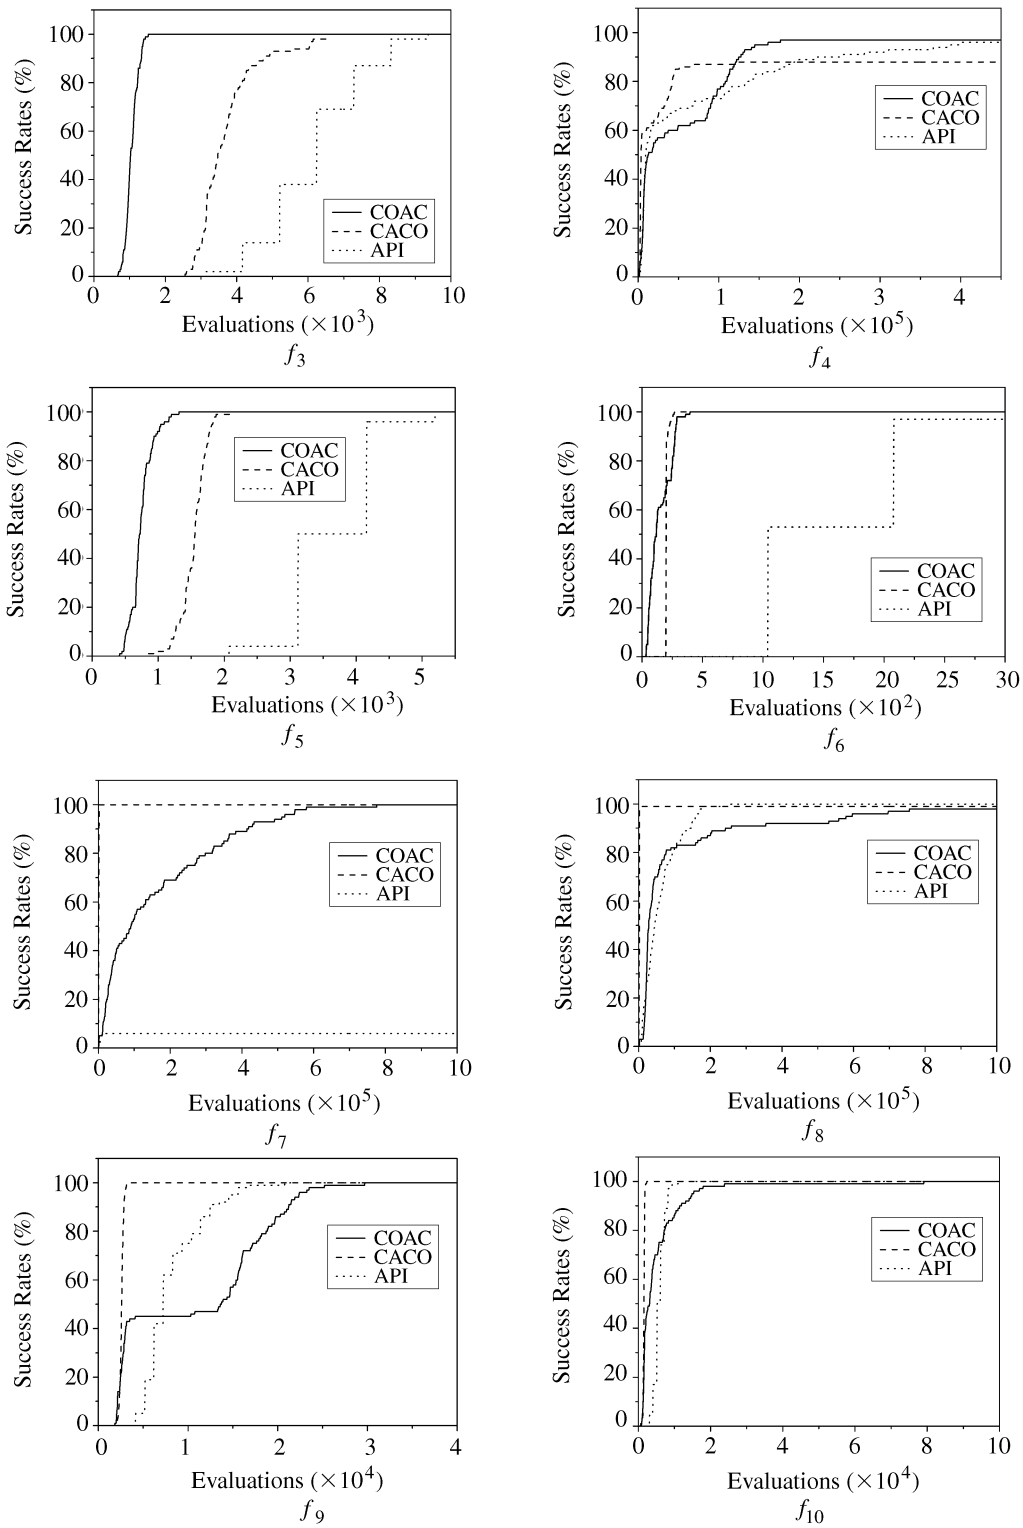 Success Rates (%)
100
80
60
40
20
0
COAC
CACO
API
0 2 4 6 8 10
Evaluations (×10³)
f₃
Success Rates (%)
100
80
60
40
20
0
COAC
CACO
API
0 1 2 3 4
Evaluations (×10⁵)
f₄
Success Rates (%)
100
80
60
40
20
0
COAC
CACO
API
0 1 2 3 4 5
Evaluations (×10³)
f₅
Success Rates (%)
100
80
60
40
20
0
COAC
CACO
API
0 5 10 15 20 25 30
Evaluations (×10²)
f₆
Success Rates (%)
100
80
60
40
20
0
COAC
CACO
API
0 2 4 6 8 10
Evaluations (×10⁵)
f₇
Success Rates (%)
100
80
60
40
20
0
COAC
CACO
API
0 2 4 6 8 10
Evaluations (×10⁵)
f₈
Success Rates (%)
100
80
60
40
20
0
COAC
CACO
API
0 1 2 3 4
Evaluations (×10⁴)
f₉
Success Rates (%)
100
80
60
40
20
0
COAC
CACO
API
0 2 4 6 8 10
Evaluations (×10⁴)
f₁₀